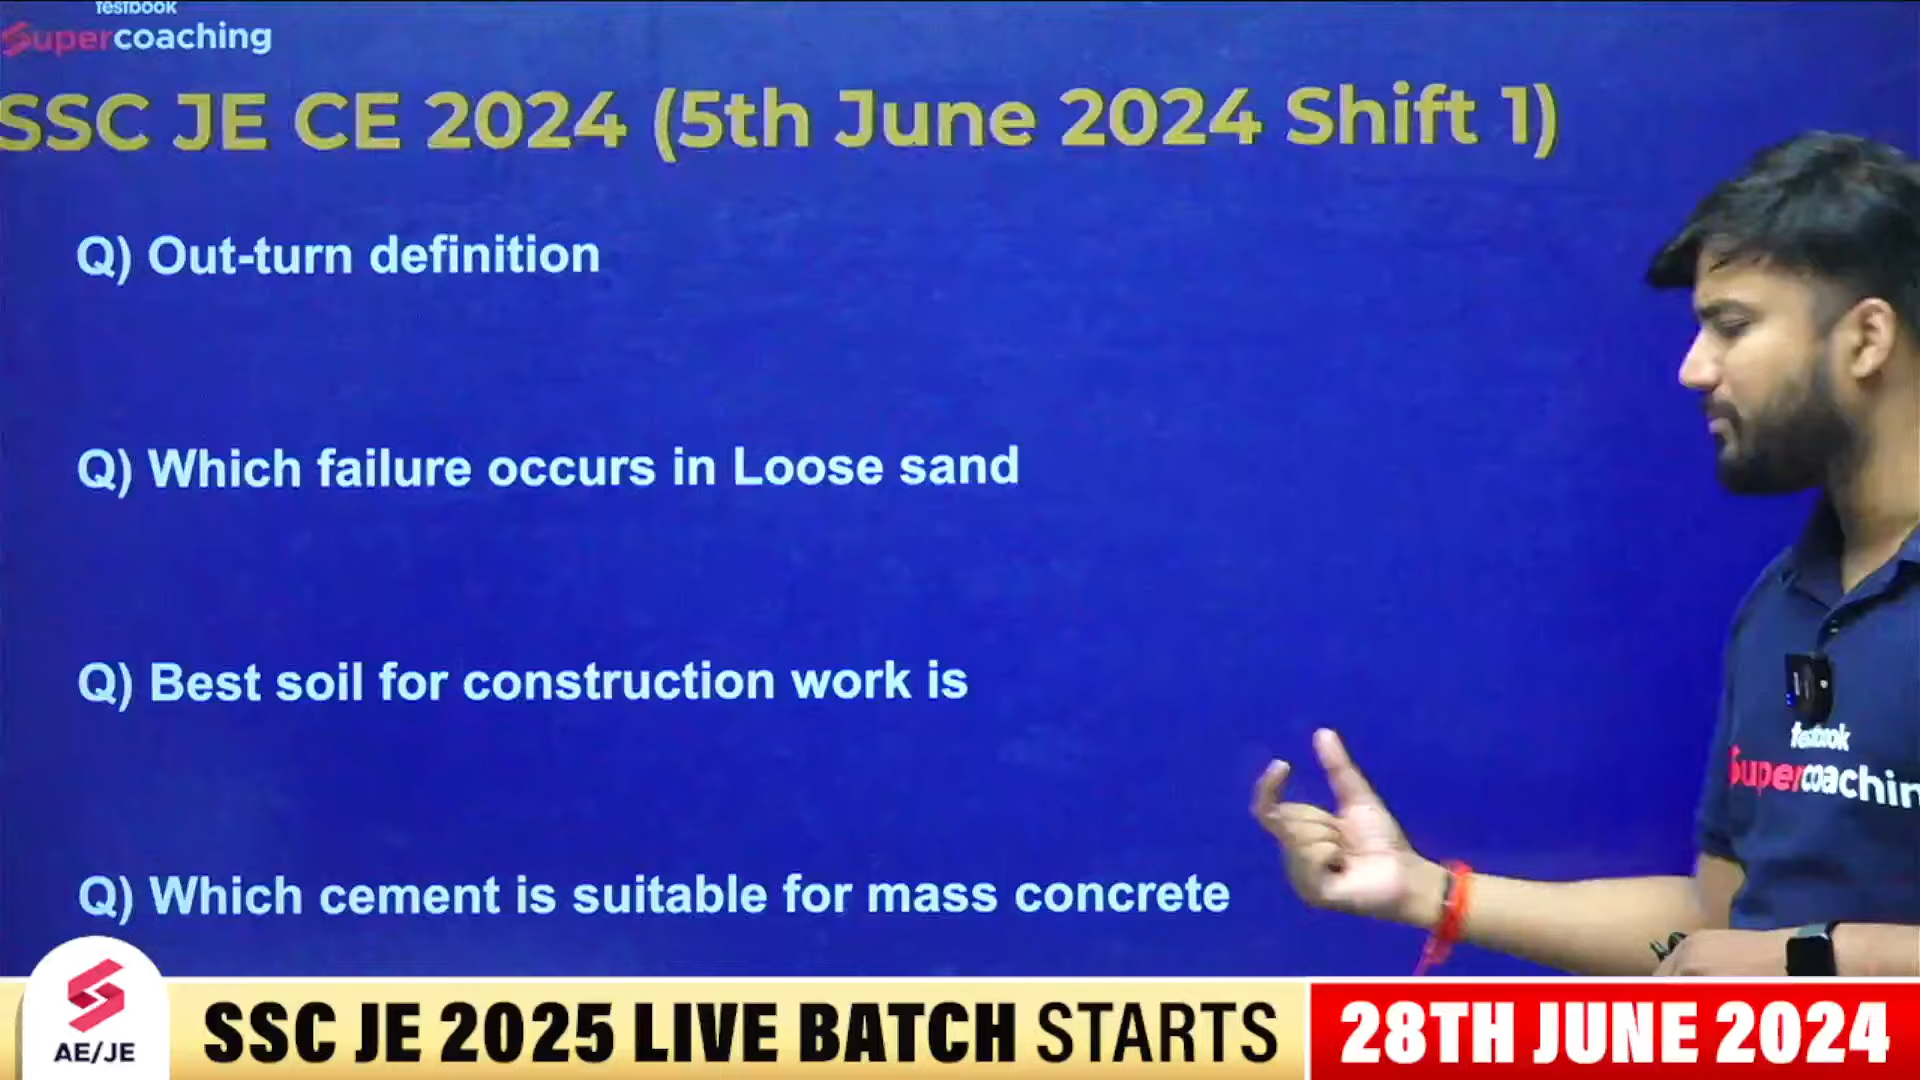 testbook
Supercoaching
SSC JE CE 2024 (5th June 2024 Shift 1)
Q) Out-turn definition
Q) Which failure occurs in Loose sand
Q) Best soil for construction work is
Q) Which cement is suitable for mass concrete
testbook
Supercoachin
AE/JE
SSC JE 2025 LIVE BATCH STARTS
28TH JUNE 2024